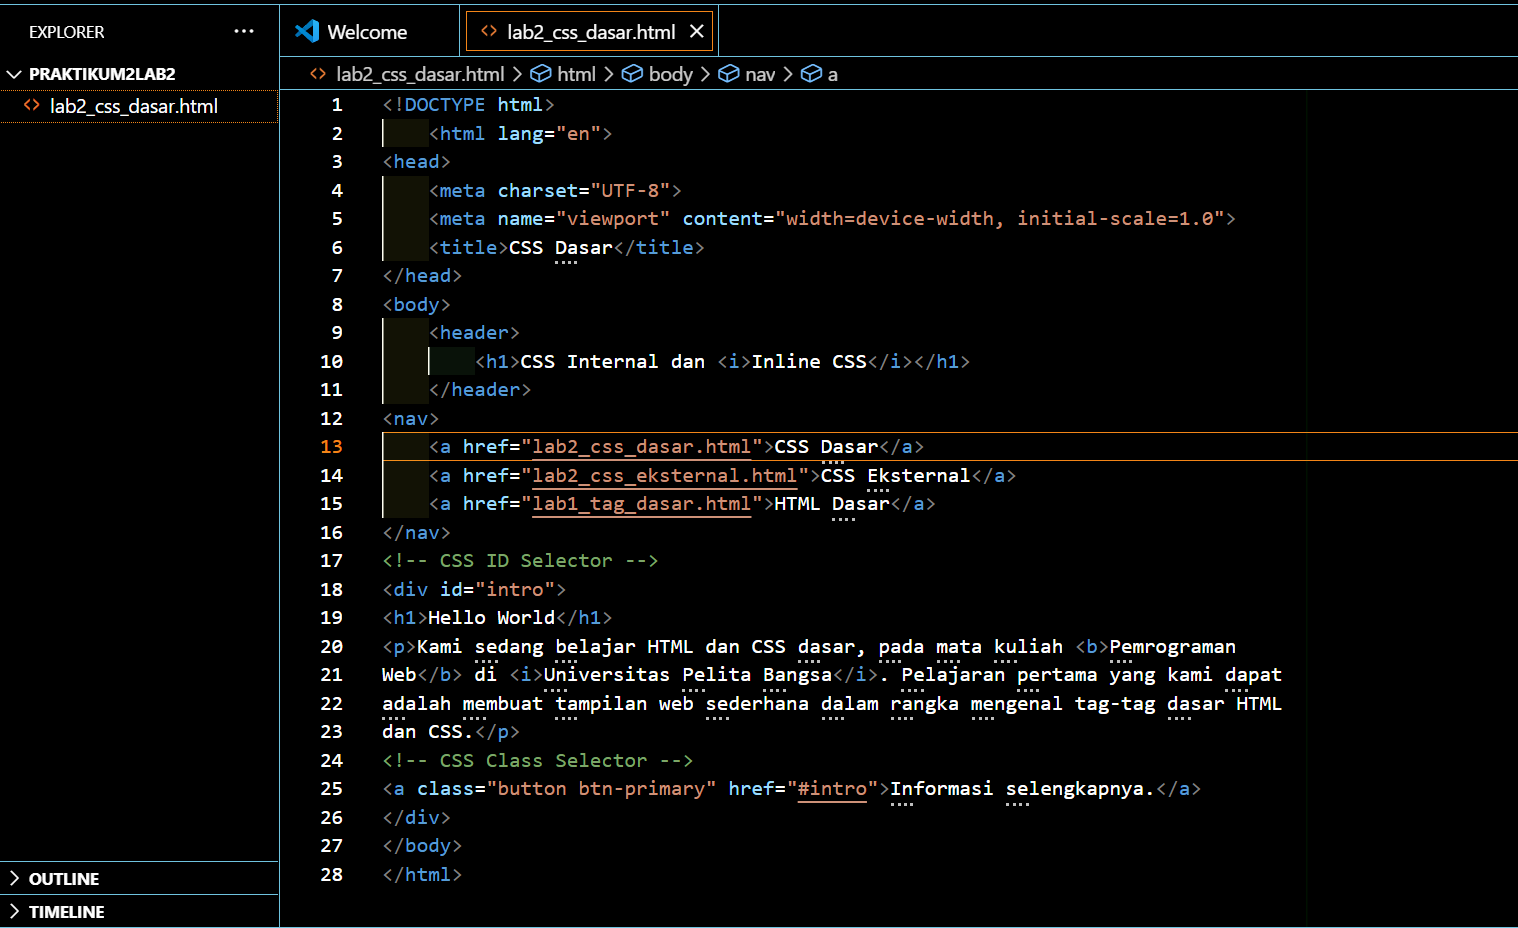 EXPLORER
PRAKTIKUM2LAB2
lab2_css_dasar.html
OUTLINE
TIMELINE
Welcome
lab2_css_dasar.html
lab2_css_dasar.html > html > body > nav > a
1 <!DOCTYPE html>
2 <html lang="en">
3 <head>
4 <meta charset="UTF-8">
5 <meta name="viewport" content="width=device-width, initial-scale=1.0">
6 <title>CSS Dasar</title>
7 </head>
8 <body>
9 <header>
10 <h1>CSS Internal dan <i>Inline CSS</i></h1>
11 </header>
12 <nav>
13 <a href="lab2_css_dasar.html">CSS Dasar</a>
14 <a href="lab2_css_eksternal.html">CSS Eksternal</a>
15 <a href="lab1_tag_dasar.html">HTML Dasar</a>
16 </nav>
17 <!-- CSS ID Selector -->
18 <div id="intro">
19 <h1>Hello World</h1>
20 <p>Kami sedang belajar HTML dan CSS dasar, pada mata kuliah <b>Pemrograman
21 Web</b> di <i>Universitas Pelita Bangsa</i>. Pelajaran pertama yang kami dapat
22 adalah membuat tampilan web sederhana dalam rangka mengenal tag-tag dasar HTML
23 dan CSS.</p>
24 <!-- CSS Class Selector -->
25 <a class="button btn-primary" href="#intro">Informasi selengkapnya.</a>
26 </div>
27 </body>
28 </html>